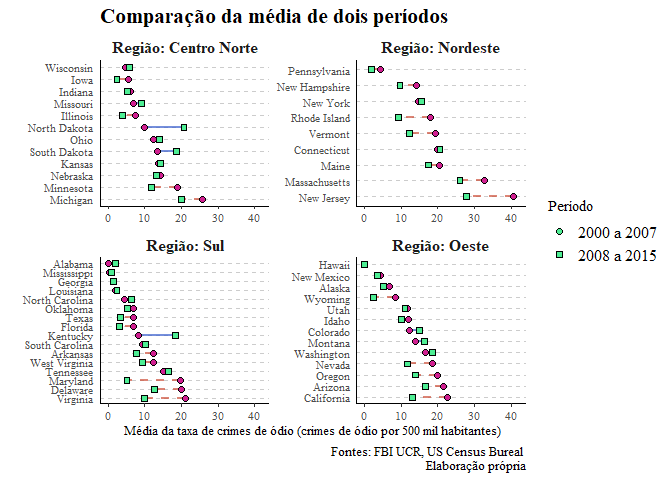 Comparação da média de dois períodos
Região: Centro Norte
Wisconsin
Iowa
Indiana
Missouri
Illinois
North Dakota
Ohio
South Dakota
Kansas
Nebraska
Minnesota
Michigan
0 10 20 30 40
Região: Nordeste
Pennsylvania
New Hampshire
New York
Rhode Island
Vermont
Connecticut
Maine
Massachusetts
New Jersey
0 10 20 30 40
Região: Sul
Alabama
Mississippi
Georgia
Louisiana
North Carolina
Oklahoma
Texas
Florida
Kentucky
South Carolina
Arkansas
West Virginia
Tennessee
Maryland
Delaware
Virginia
0 10 20 30 40
Região: Oeste
Hawaii
New Mexico
Alaska
Wyoming
Utah
Idaho
Colorado
Montana
Washington
Nevada
Oregon
Arizona
California
0 10 20 30 40
Média da taxa de crimes de ódio (crimes de ódio por 500 mil habitantes)
Periodo
2000 a 2007
2008 a 2015
Fontes: FBI UCR, US Census Bureal
Elaboração própria